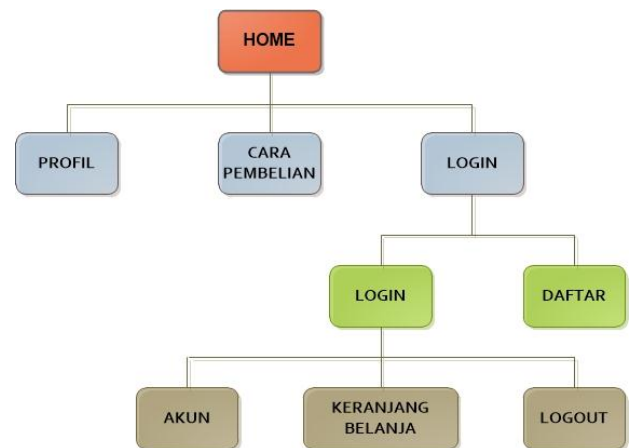 HOME
PROFIL
CARA
PEMBELIAN
LOGIN
LOGIN
DAFTAR
AKUN
KERANJANG
BELANJA
LOGOUT